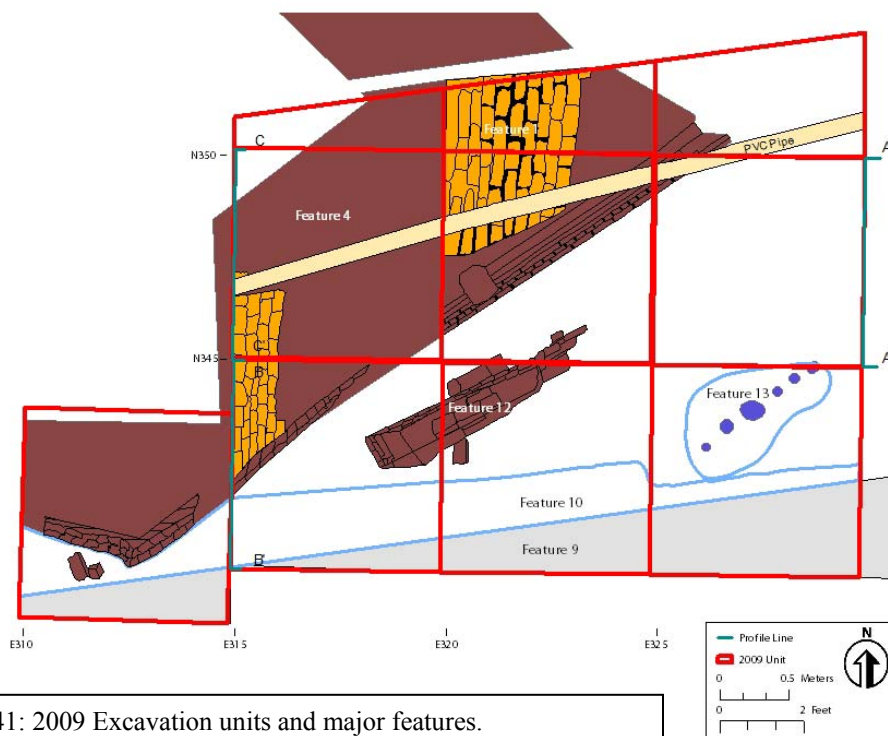 Feature 1
C
N350
PVC Pipe
A
Feature 4
C'
N345
B
A
Feature 12
Feature 13
Feature 10
Feature 9
B'
E310
E315
E320
E325
Profile Line
N
2009 Unit
0 0.5 Meters
0 2 Feet
41: 2009 Excavation units and major features.